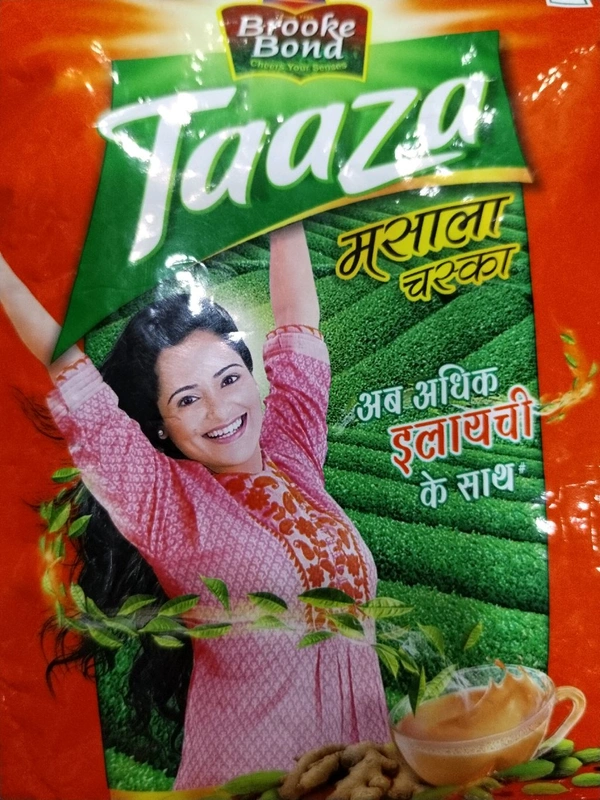 Brooke
Bond
Cheers Your Senses
Taaza
मसाला
चस्का
अब अधिक
इलायची
के साथ#